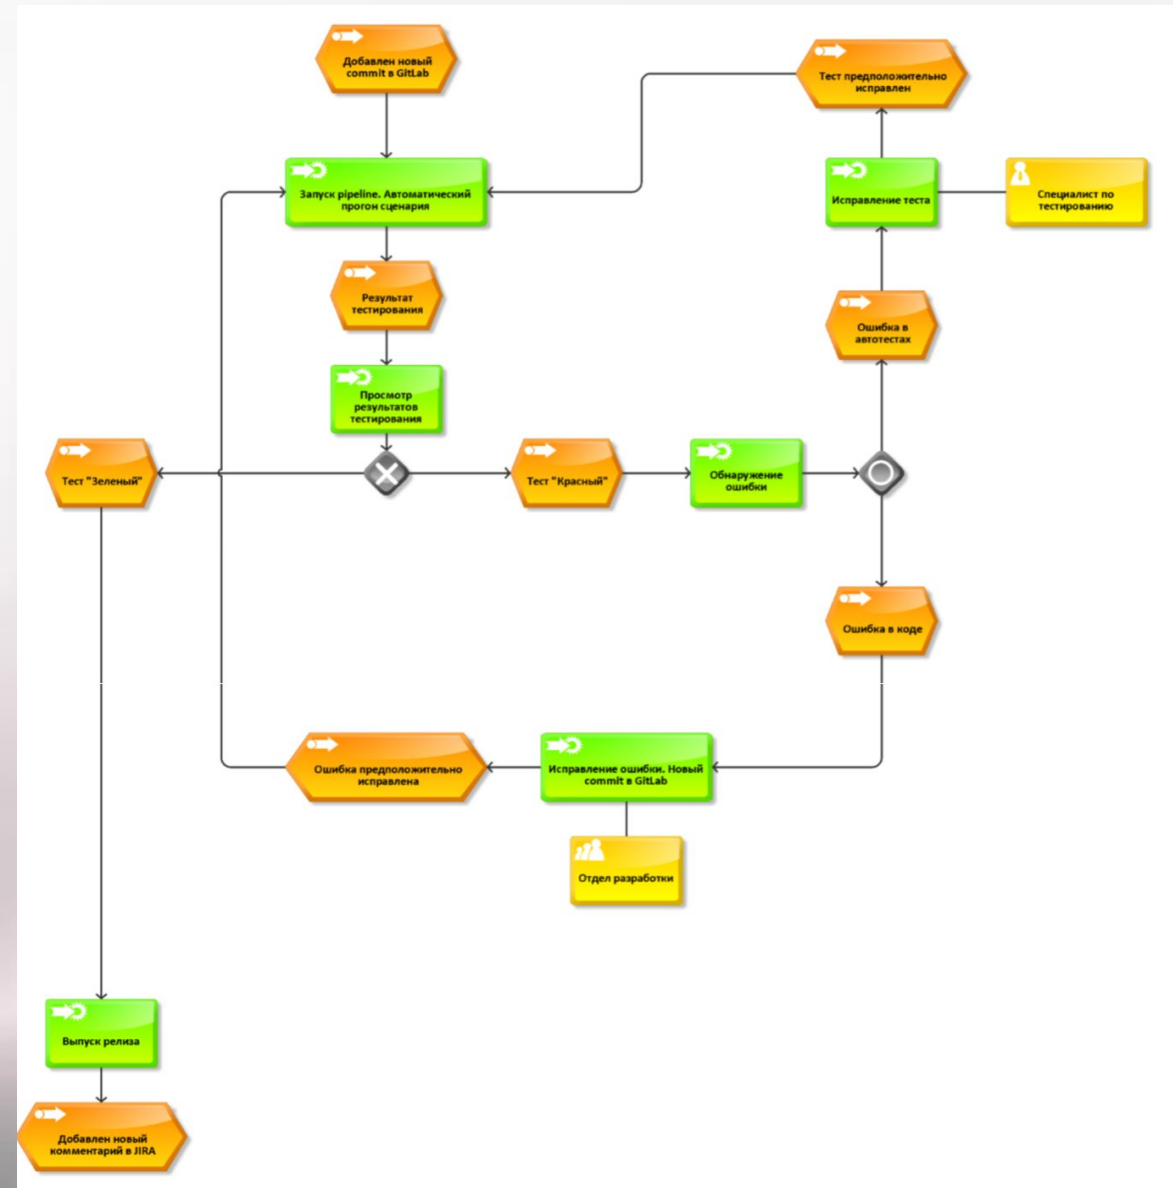 Добавлен новый
commit в GitLab
Тест предположительно
исправлен
Запуск pipeline. Автоматический
прогон сценария
Исправление теста
Специалист по
тестированию
Результат
тестирования
Ошибка в
автотестах
Просмотр
результатов
тестирования
Тест "Зеленый"
Тест "Красный"
Обнаружение
ошибки
Ошибка в коде
Ошибка предположительно
исправлена
Исправление ошибки. Новый
commit в GitLab
Отдел разработки
Выпуск релиза
Добавлен новый
комментарий в JIRA